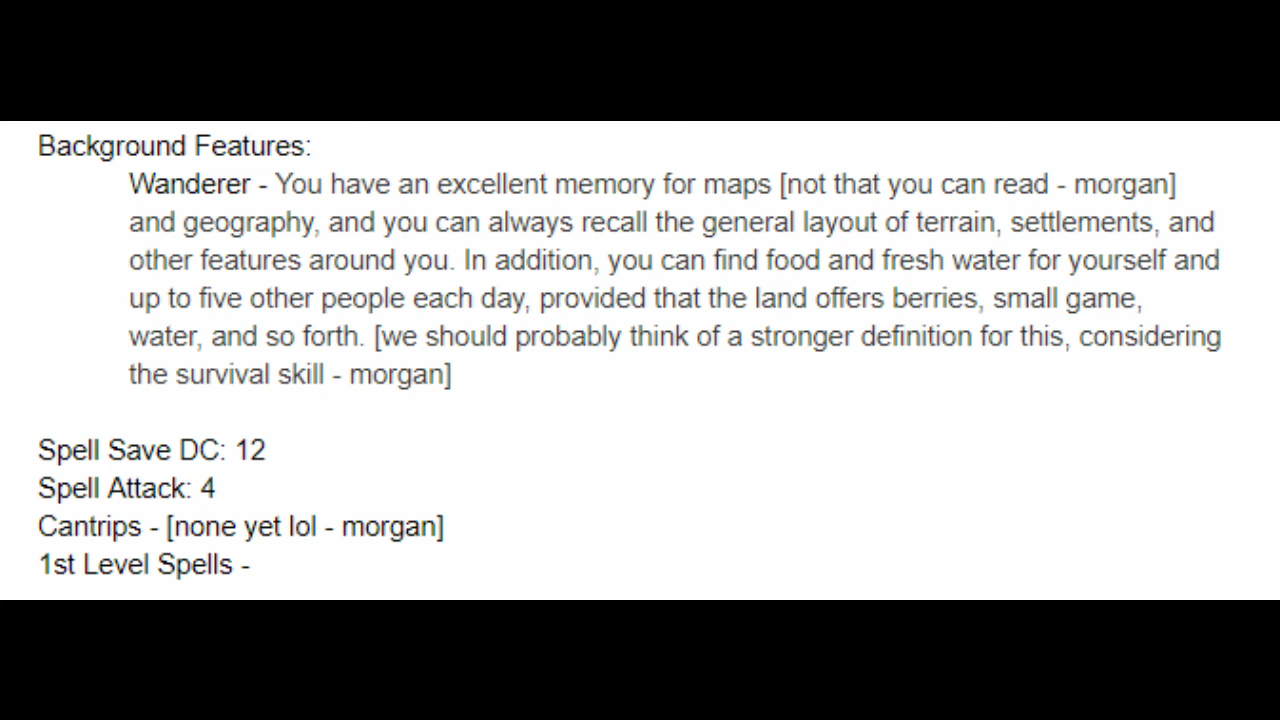 Background Features:
Wanderer - You have an excellent memory for maps [not that you can read - morgan]
and geography, and you can always recall the general layout of terrain, settlements, and
other features around you. In addition, you can find food and fresh water for yourself and
up to five other people each day, provided that the land offers berries, small game,
water, and so forth. [we should probably think of a stronger definition for this, considering
the survival skill - morgan]
Spell Save DC: 12
Spell Attack: 4
Cantrips - [none yet lol - morgan]
1st Level Spells -